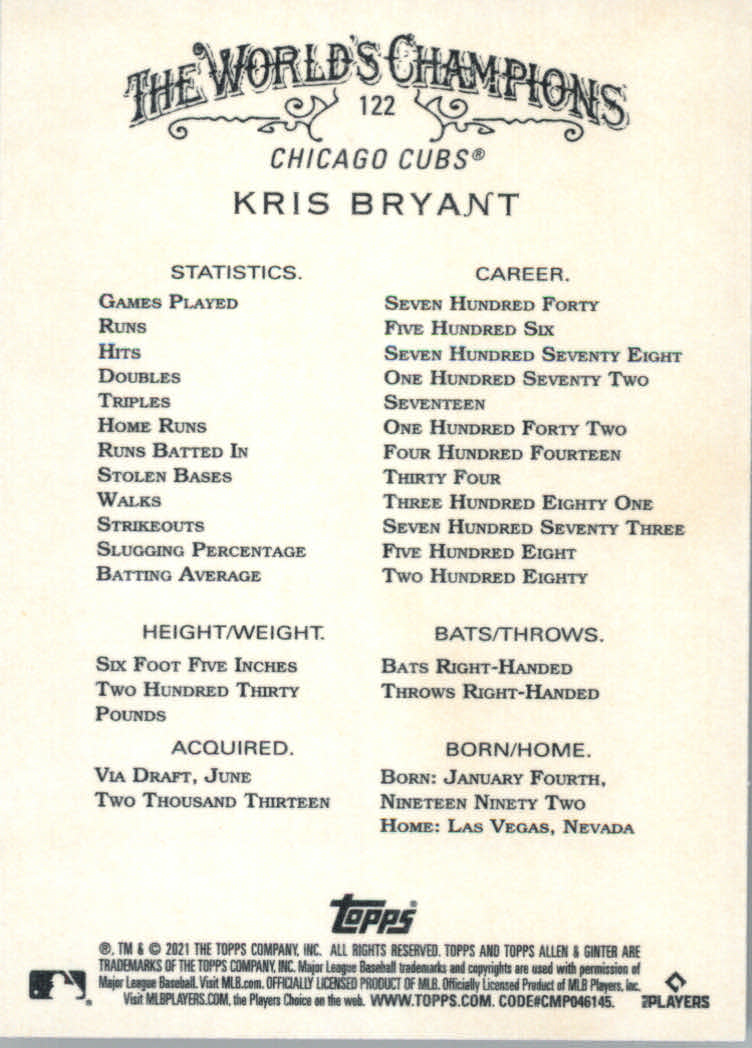 THE WORLD'S CHAMPIONS
122
CHICAGO CUBS®
KRIS BRYANT
STATISTICS. CAREER.
GAMES PLAYED SEVEN HUNDRED FORTY
RUNS FIVE HUNDRED SIX
HITS SEVEN HUNDRED SEVENTY EIGHT
DOUBLES ONE HUNDRED SEVENTY TWO
TRIPLES SEVENTEEN
HOME RUNS ONE HUNDRED FORTY TWO
RUNS BATTED IN FOUR HUNDRED FOURTEEN
STOLEN BASES THIRTY FOUR
WALKS THREE HUNDRED EIGHTY ONE
STRIKEOUTS SEVEN HUNDRED SEVENTY THREE
SLUGGING PERCENTAGE FIVE HUNDRED EIGHT
BATTING AVERAGE TWO HUNDRED EIGHTY
HEIGHT/WEIGHT.
SIX FOOT FIVE INCHES
TWO HUNDRED THIRTY
POUNDS
BATS/THROWS.
BATS RIGHT-HANDED
THROWS RIGHT-HANDED
ACQUIRED.
VIA DRAFT, JUNE
TWO THOUSAND THIRTEEN
BORN/HOME.
BORN: JANUARY FOURTH,
NINETEEN NINETY TWO
HOME: LAS VEGAS, NEVADA
Topps®
®, TM & © 2021 THE TOPPS COMPANY, INC. ALL RIGHTS RESERVED. TOPPS AND TOPPS ALLEN & GINTER ARE
TRADEMARKS OF THE TOPPS COMPANY, INC. Major League Baseball trademarks and copyrights are used with permission of
Major League Baseball. Visit MLB.com. OFFICIALLY LICENSED PRODUCT OF MLB. Officially Licensed Product of MLB Players, Inc.
Visit MLBPLAYERS.COM, the Players Choice on the web. WWW.TOPPS.COM. CODE#CMP046145.
PLAYERS